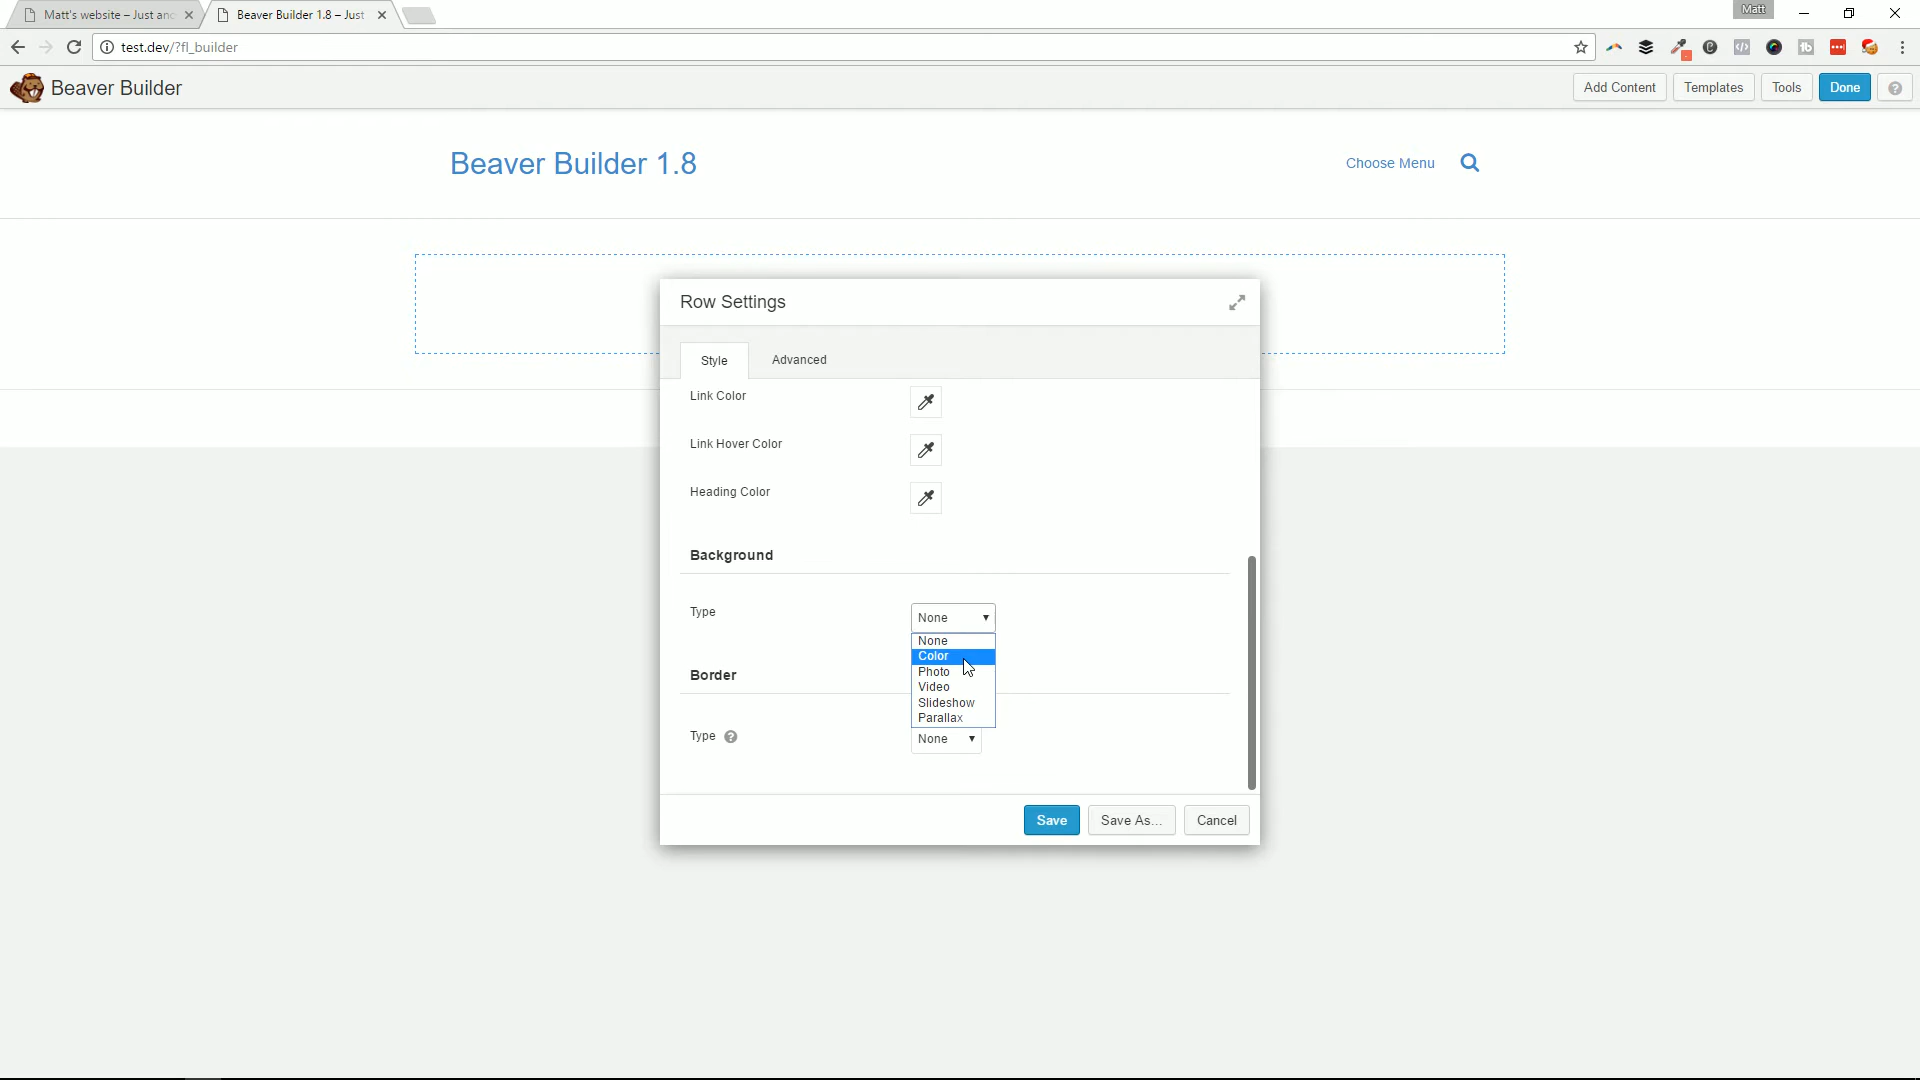 Matt's website – Just an
Beaver Builder 1.8 – Just
Matt
test.dev/?fl_builder
Beaver Builder
Add Content
Templates
Tools
Done
?
Beaver Builder 1.8
Choose Menu
Row Settings
Style
Advanced
Link Color
Link Hover Color
Heading Color
Background
Type
None
None
Color
Photo
Video
Slideshow
Parallax
Border
Type ?
None
Save
Save As...
Cancel